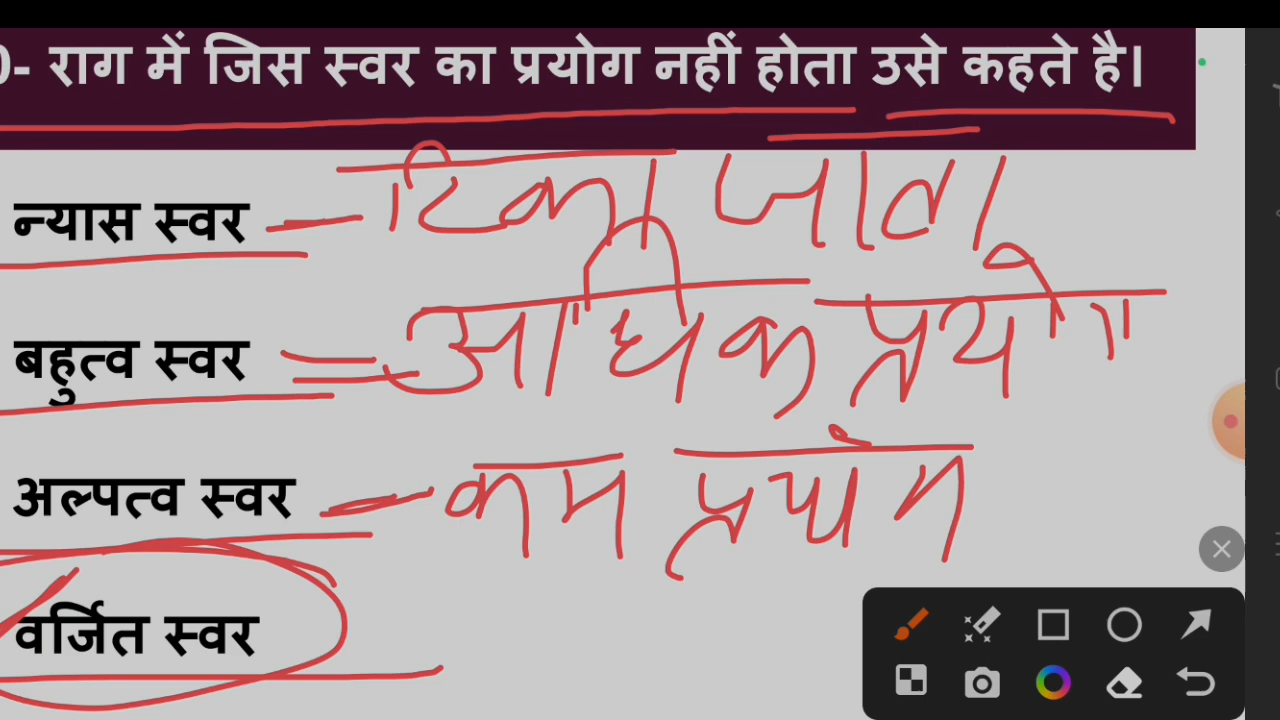 0- राग में जिस स्वर का प्रयोग नहीं होता उसे कहते है।
न्यास स्वर - टिका जाता
बहुत्व स्वर = अधिक प्रयोग
अल्पत्व स्वर - कम प्रयोग
वर्जित स्वर